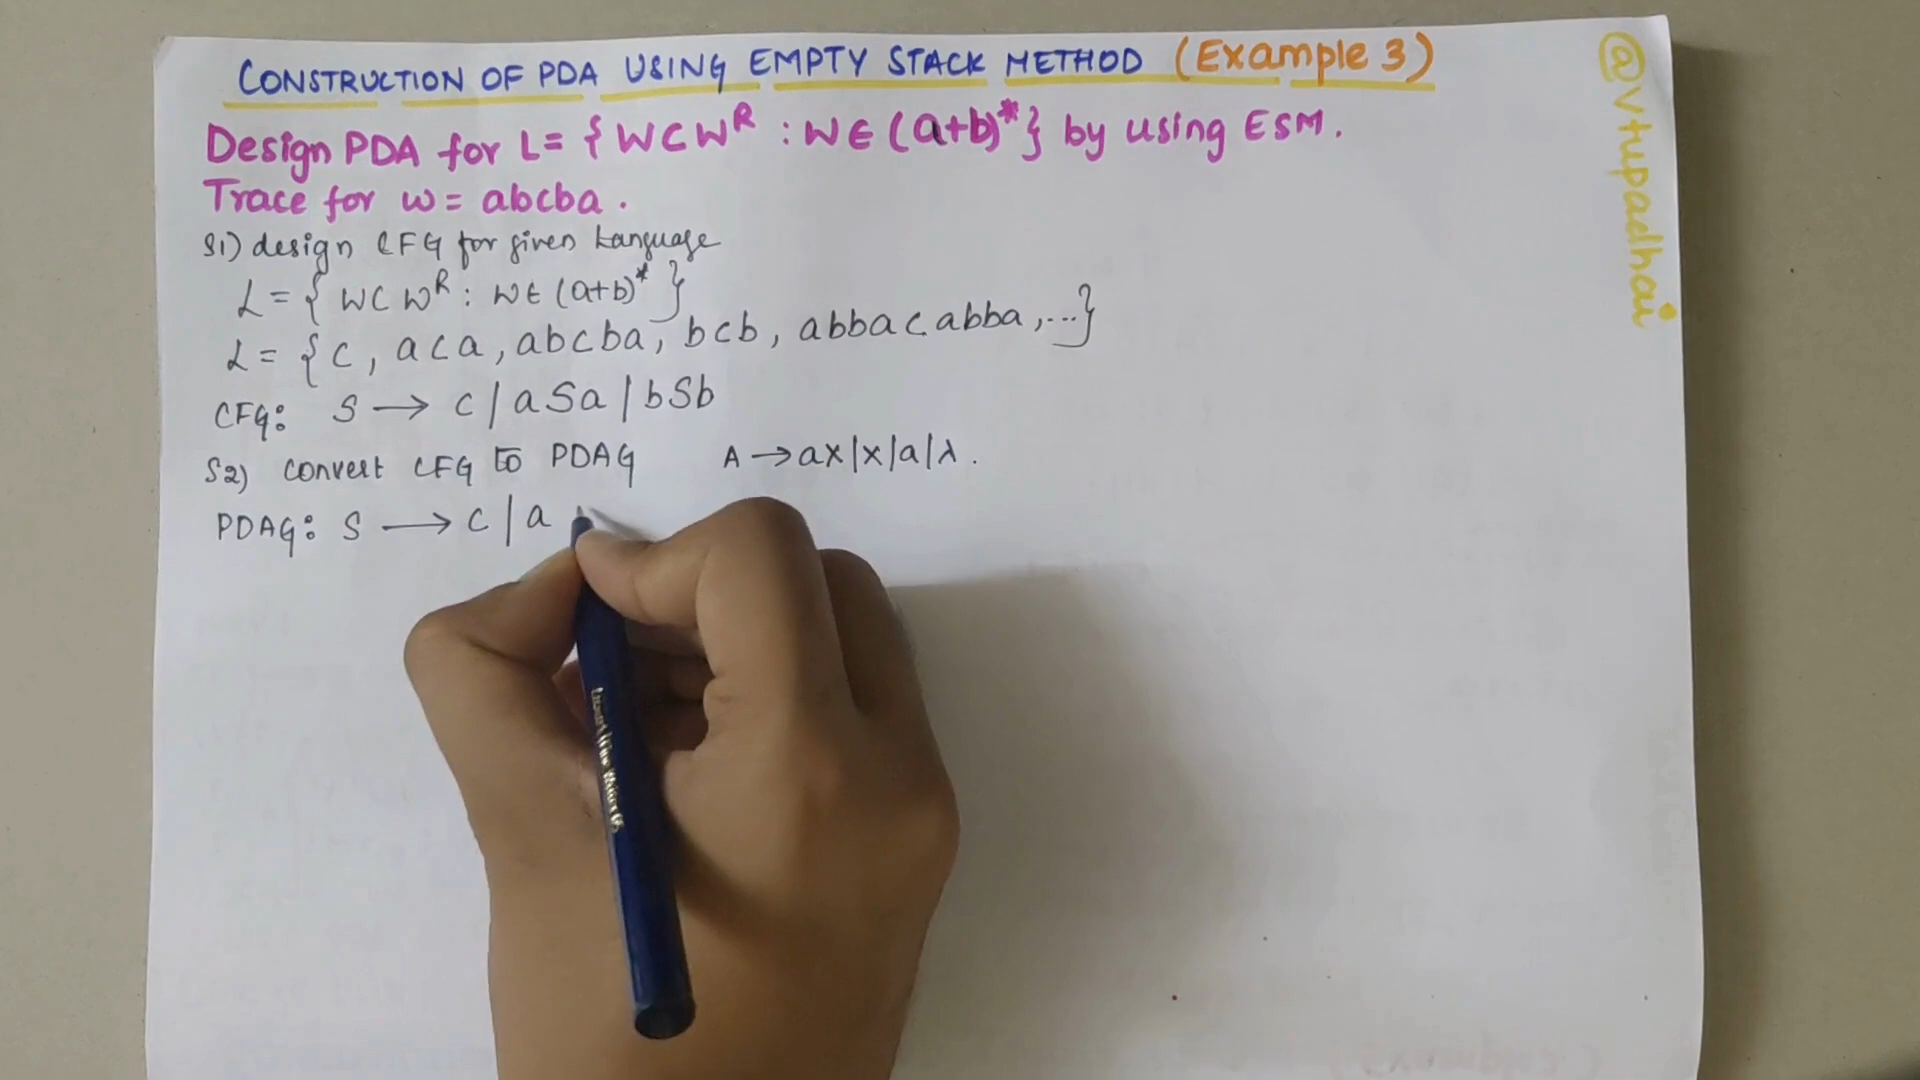 CONSTRUCTION OF PDA USING EMPTY STACK METHOD (Example 3)
Design PDA for L= { WCW^R : W∈ (a+b)^* } by using ESM.
Trace for w= abcba.
S1) design CFG for given Language
L = { WCW^R : W∈ (a+b)^* }
L = { c, aca, abcba, bcb, abbacabba, ...}
CFG: S → c | aSa | bSb
S2) convert CFG to PDAG A → ax|x|a|λ.
PDAG: S → c | a
@vtupadhai